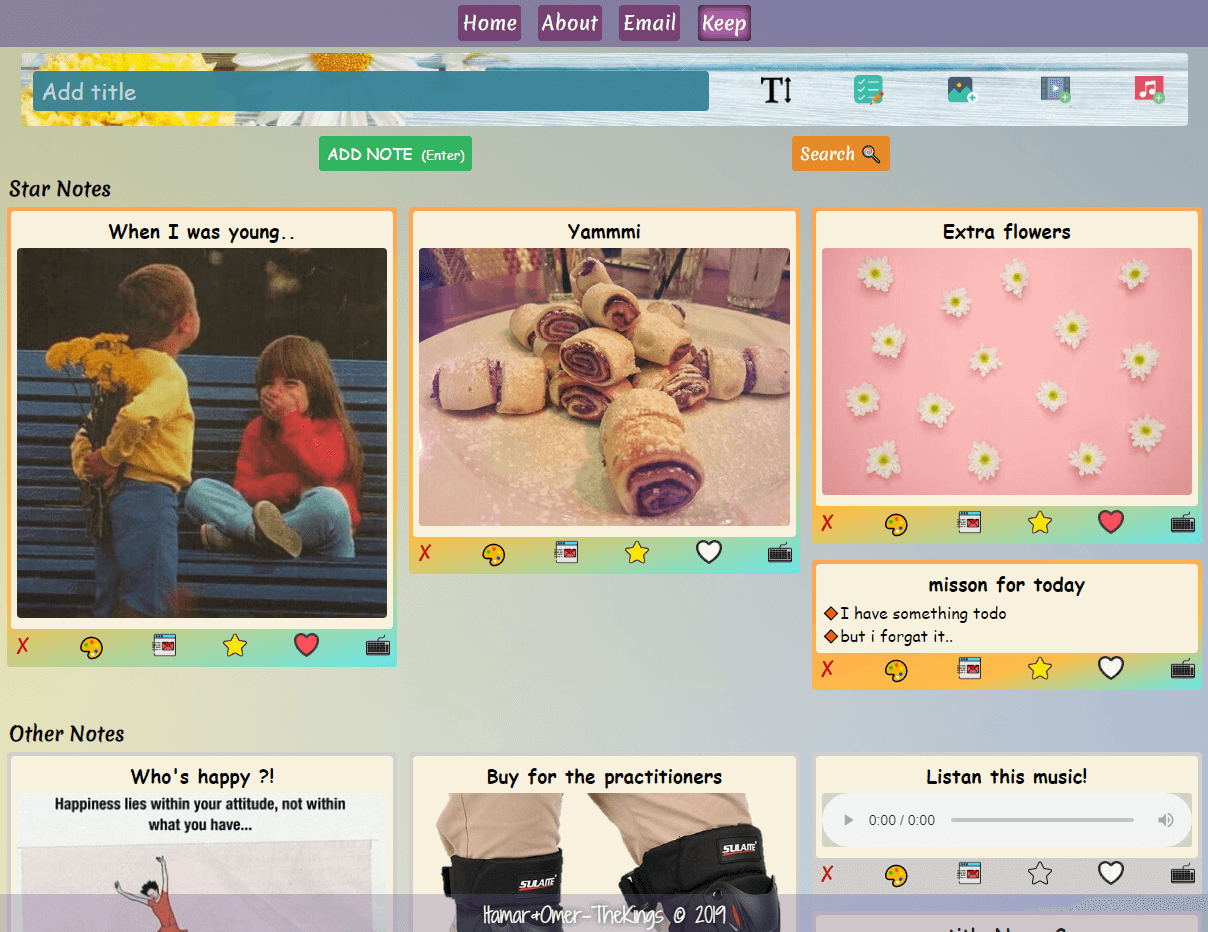 Home About Email Keep
Add title
ADD NOTE (Enter)
Search
Star Notes
When I was young..
Yammmi
Extra flowers
misson for today
I have something todo
but i forgat it..
Other Notes
Who's happy ?!
Happiness lies within your attitude, not within
what you have...
Buy for the practitioners
SULAITE
SULAITE
Listan this music!
0:00 / 0:00
Hamar&Omer-TheKings © 2019